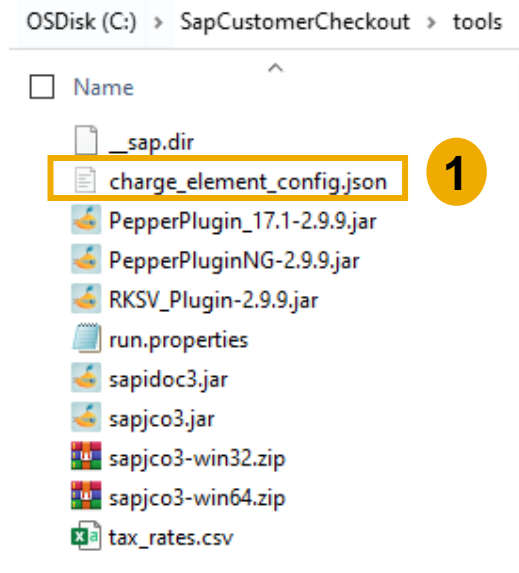 OSDisk (C:) > SapCustomerCheckout > tools
Name
__sap.dir
charge_element_config.json
1
PepperPlugin_17.1-2.9.9.jar
PepperPluginNG-2.9.9.jar
RKSV_Plugin-2.9.9.jar
run.properties
sapidoc3.jar
sapjco3.jar
sapjco3-win32.zip
sapjco3-win64.zip
tax_rates.csv